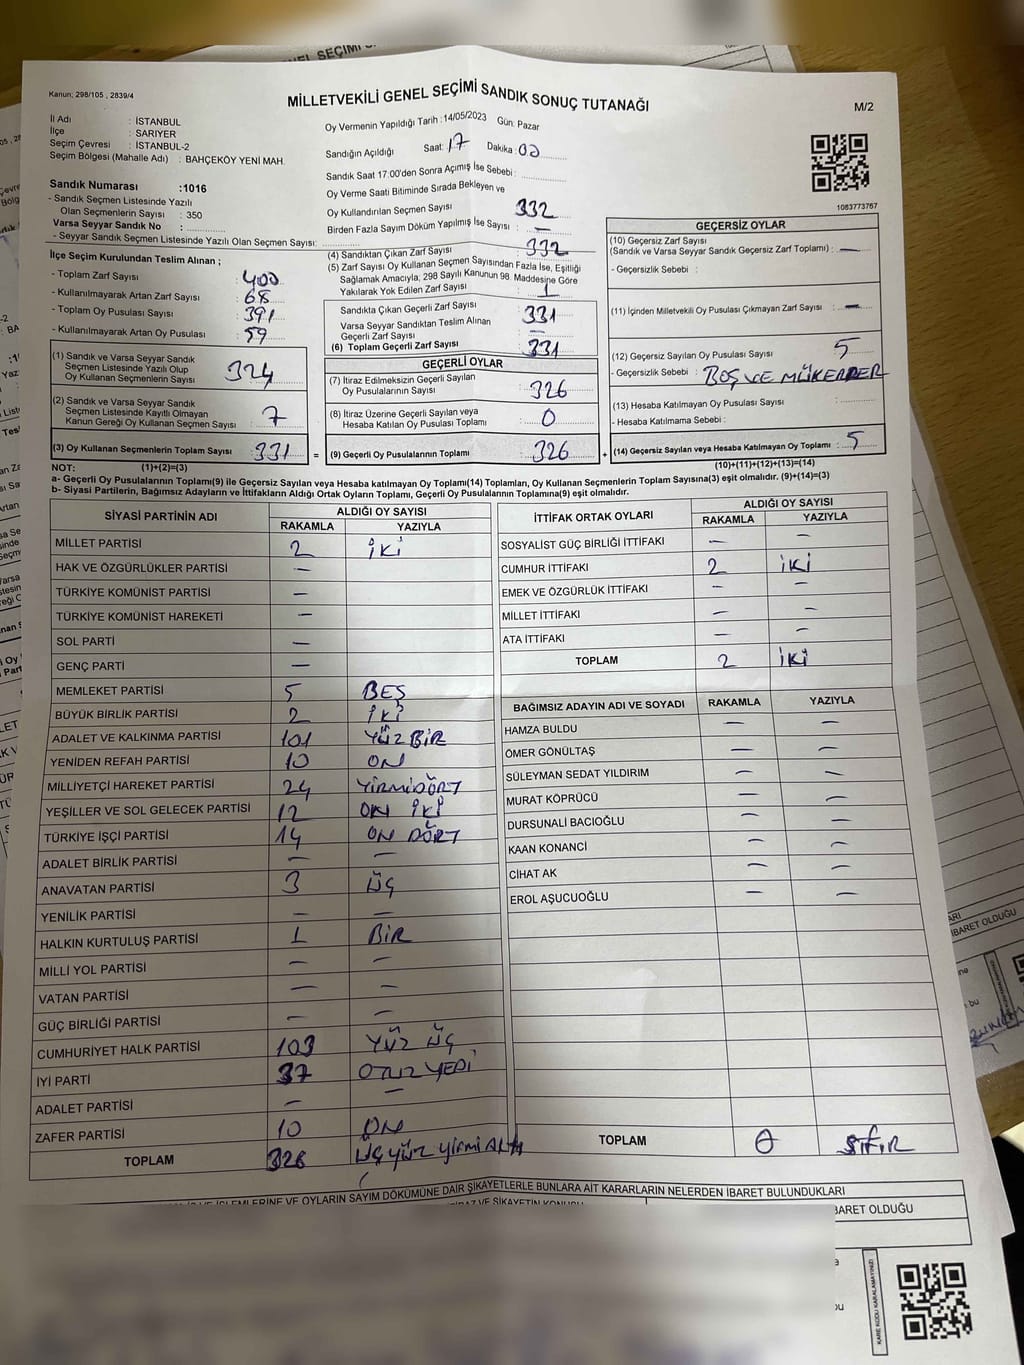 Kanun: 298/105 , 2839/4
MİLLETVEKİLİ GENEL SEÇİMİ SANDIK SONUÇ TUTANAĞI
M/2
İl Adı : İSTANBUL
İlçe : SARIYER
Seçim Çevresi : İSTANBUL-2
Seçim Bölgesi (Mahalle Adı) : BAHÇEKÖY YENİ MAH.
Oy Vermenin Yapıldığı Tarih : 14/05/2023 Gün: Pazar
Sandığın Açıldığı Saat: 17 Dakika : 02
Sandık Saat 17:00'den Sonra Açımış İse Sebebi :
1083773767
Sandık Numarası :1016
- Sandık Seçmen Listesinde Yazılı
Olan Seçmenlerin Sayısı : 350
Varsa Seyyar Sandık No :
- Seyyar Sandık Seçmen Listesinde Yazılı Olan Seçmen Sayısı:
Oy Verme Saati Bitiminde Sırada Bekleyen ve
Oy Kullandırılan Seçmen Sayısı 332
Birden Fazla Sayım Döküm Yapılmış İse Sayısı : —
İlçe Seçim Kurulundan Teslim Alınan ;
- Toplam Zarf Sayısı : 400
- Kullanılmayarak Artan Zarf Sayısı : 68
- Toplam Oy Pusulası Sayısı : 391
- Kullanılmayarak Artan Oy Pusulası : 59
(4) Sandıktan Çıkan Zarf Sayısı : 332
(5) Zarf Sayısı Oy Kullanan Seçmen Sayısından Fazla İse, Eşitliği
Sağlamak Amacıyla; 298 Sayılı Kanunun 98. Maddesine Göre
Yakılarak Yok Edilen Zarf Sayısı : 1
Sandıkta Çıkan Geçerli Zarf Sayısı : 331
Varsa Seyyar Sandıktan Teslim Alınan
Geçerli Zarf Sayısı : —
(6) Toplam Geçerli Zarf Sayısı : 331
GEÇERSİZ OYLAR
(10) Geçersiz Zarf Sayısı
(Sandık ve Varsa Seyyar Sandık Geçersiz Zarf Toplamı) : —
- Geçersizlik Sebebi :
(11) İçinden Milletvekili Oy Pusulası Çıkmayan Zarf Sayısı : —
(12) Geçersiz Sayılan Oy Pusulası Sayısı : 5
- Geçersizlik Sebebi : BOŞ VE MÜKERRER
(13) Hesaba Katılmayan Oy Pusulası Sayısı :
- Hesaba Katılmama Sebebi :
(14) Geçersiz Sayılan veya Hesaba Katılmayan Oy Toplamı : 5
(10)+(11)+(12)+(13)=(14)
(1) Sandık ve Varsa Seyyar Sandık
Seçmen Listesinde Yazılı Olup
Oy Kullanan Seçmenlerin Sayısı : 324
(2) Sandık ve Varsa Seyyar Sandık
Seçmen Listesinde Kayıtlı Olmayan
Kanun Gereği Oy Kullanan Seçmen Sayısı : 7
(3) Oy Kullanan Seçmenlerin Toplam Sayısı : 331
GEÇERLİ OYLAR
(7) İtiraz Edilmeksizin Geçerli Sayılan
Oy Pusulalarının Sayısı : 326
(8) İtiraz Üzerine Geçerli Sayılan veya
Hesaba Katılan Oy Pusulası Toplamı : 0
= (9) Geçerli Oy Pusulalarının Toplamı : 326 +
NOT: (1)+(2)=(3)
a- Geçerli Oy Pusulalarının Toplamı(9) ile Geçersiz Sayılan veya Hesaba katılmayan Oy Toplamı(14) Toplamları, Oy Kullanan Seçmenlerin Toplam Sayısına(3) eşit olmalıdır. (9)+(14)=(3)
b- Siyasi Partilerin, Bağımsız Adayların ve İttifakların Aldığı Ortak Oyların Toplamı, Geçerli Oy Pusulalarının Toplamına(9) eşit olmalıdır.
SİYASİ PARTİNİN ADI ALDIĞI OY SAYISI
RAKAMLA YAZIYLA
MİLLET PARTİSİ 2 İKİ
HAK VE ÖZGÜRLÜKLER PARTİSİ —
TÜRKİYE KOMÜNİST PARTİSİ —
TÜRKİYE KOMÜNİST HAREKETİ —
SOL PARTİ —
GENÇ PARTİ —
MEMLEKET PARTİSİ 5 BEŞ
BÜYÜK BİRLİK PARTİSİ 2 İKİ
ADALET VE KALKINMA PARTİSİ 101 YÜZ BİR
YENİDEN REFAH PARTİSİ 10 ON
MİLLİYETÇİ HAREKET PARTİSİ 24 YİRMİDÖRT
YEŞİLLER VE SOL GELECEK PARTİSİ 12 ON İKİ
TÜRKİYE İŞÇİ PARTİSİ 14 ON DÖRT
ADALET BİRLİK PARTİSİ — —
ANAVATAN PARTİSİ 3 ÜÇ
YENİLİK PARTİSİ — —
HALKIN KURTULUŞ PARTİSİ 1 BİR
MİLLİ YOL PARTİSİ — —
VATAN PARTİSİ — —
GÜÇ BİRLİĞİ PARTİSİ — —
CUMHURİYET HALK PARTİSİ 103 YÜZ ÜÇ
İYİ PARTİ 37 OTUZ YEDİ
ADALET PARTİSİ — —
ZAFER PARTİSİ 10 ON
TOPLAM 326 ÜÇ YÜZ YİRMİ ALTI
İTTİFAK ORTAK OYLARI ALDIĞI OY SAYISI
RAKAMLA YAZIYLA
SOSYALİST GÜÇ BİRLİĞİ İTTİFAKI — —
CUMHUR İTTİFAKI 2 İKİ
EMEK VE ÖZGÜRLÜK İTTİFAKI — —
MİLLET İTTİFAKI — —
ATA İTTİFAKI — —
TOPLAM 2 İKİ
BAĞIMSIZ ADAYIN ADI VE SOYADI RAKAMLA YAZIYLA
HAMZA BULDU — —
ÖMER GÖNÜLTAŞ — —
SÜLEYMAN SEDAT YILDIRIM — —
MURAT KÖPRÜCÜ — —
DURSUNALİ BACIOĞLU — —
KAAN KONANCİ — —
CİHAT AK — —
EROL AŞUCUOĞLU — —
TOPLAM 0 SIFIR
İŞLEMLERİNE VE OYLARIN SAYIM DÖKÜMÜNE DAİR ŞİKAYETLERLE BUNLARA AİT KARARLARIN NELERDEN İBARET BULUNDUKLARI
BARET OLDUĞU
KARE KODU KARALAMAYINIZ!
İBARET OLDUĞU